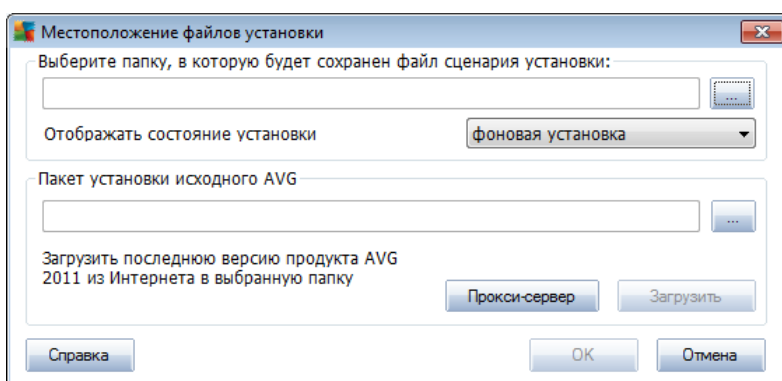 Местоположение файлов установки
Выберите папку, в которую будет сохранен файл сценария установки:
...
Отображать состояние установки
фоновая установка
Пакет установки исходного AVG
...
Загрузить последнюю версию продукта AVG
2011 из Интернета в выбранную папку
Прокси-сервер
Загрузить
Справка
OK
Отмена